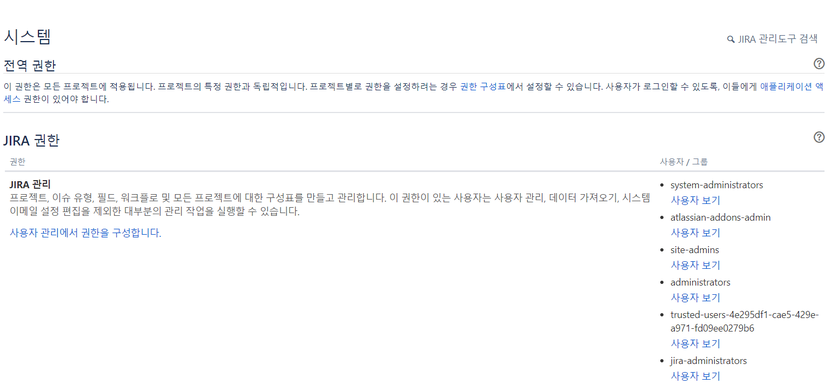 시스템
JIRA 관리도구 검색
전역 권한
이 권한은 모든 프로젝트에 적용됩니다. 프로젝트의 특정 권한과 독립적입니다. 프로젝트별로 권한을 설정하려는 경우 권한 구성표에서 설정할 수 있습니다. 사용자가 로그인할 수 있도록, 이들에게 애플리케이션 액
세스 권한이 있어야 합니다.
JIRA 권한
권한
사용자 / 그룹
JIRA 관리
프로젝트, 이슈 유형, 필드, 워크플로 및 모든 프로젝트에 대한 구성표를 만들고 관리합니다. 이 권한이 있는 사용자는 사용자 관리, 데이터 가져오기, 시스템
이메일 설정 편집을 제외한 대부분의 관리 작업을 실행할 수 있습니다.
사용자 관리에서 권한을 구성합니다.
system-administrators
사용자 보기
atlassian-addons-admin
사용자 보기
site-admins
사용자 보기
administrators
사용자 보기
trusted-users-4e295df1-cae5-429e-
a971-fd09ee0279b6
사용자 보기
jira-administrators
사용자 보기